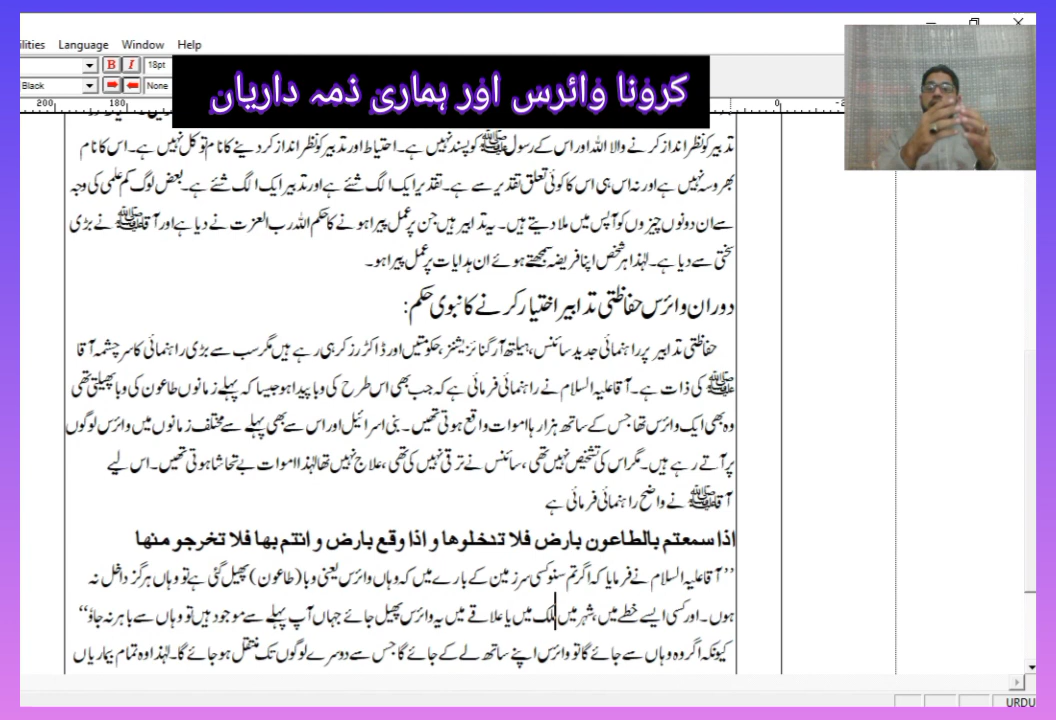 ilities Language Window Help
B I 18pt
Black None
200 180 0
کرونا وائرس اور ہماری ذمہ داریاں
تدبیر کو نظر انداز کرنے والا اللہ اور اس کے رسول ﷺ کو پسند نہیں ہے۔ احتیاط اور تدبیر کو نظر انداز کر دینے کا نام توکل نہیں ہے۔ اس کا نام
بھروسہ نہیں ہے اور نہ اس ہی اس کا کوئی تعلق تقدیر سے ہے۔ تقدیر ایک الگ شئے ہے اور تدبیر ایک الگ شئے ہے۔ بعض لوگ کم علمی کی وجہ
سے ان دونوں چیزوں کو آپس میں ملا دیتے ہیں۔ یہ تدابیر ہیں جن پر عمل پیرا ہونے کا حکم اللہ رب العزت نے دیا ہے اور آقا ﷺ نے بڑی
سختی سے دیا ہے۔ لہٰذا ہر شخص اپنا فریضہ سمجھتے ہوئے ان ہدایات پر عمل پیرا ہو۔
دوران وائرس حفاظتی تدابیر اختیار کرنے کا نبوی حکم:
حفاظتی تدابیر پر راہنمائی جدید سائنس، ہیلتھ آرگنائزیشنز، حکومتیں اور ڈاکٹرز کر ہی رہے ہیں مگر سب سے بڑی راہنمائی کا سرچشمہ آقا
ﷺ کی ذات ہے۔ آقا علیہ السلام نے راہنمائی فرمائی ہے کہ جب بھی اس طرح کی وبا پیدا ہو جیسا کہ پہلے زمانوں طاعون کی وبا پھیلتی تھی
وہ بھی ایک وائرس تھا جس کے ساتھ ہزار ہا اموات واقع ہوتی تھیں۔ بنی اسرائیل اور اس سے بھی پہلے سے مختلف زمانوں میں وائرس لوگوں
پر آتے رہے ہیں۔ مگر اس کی تشخیص نہیں تھی، سائنس نے ترقی نہیں کی تھی، علاج نہیں تھا لہٰذا اموات بے تحاشا ہوتی تھیں۔ اس لیے
آقا ﷺ نے واضح راہنمائی فرمائی ہے
اذا سمعتم بالطاعون بارض فلا تدخلوها و اذا وقع بارض و انتم بها فلا تخرجو منها
’’آقا علیہ السلام نے فرمایا کہ اگر تم سنو کسی سرزمین کے بارے میں کہ وہاں وائرس یعنی وبا (طاعون) پھیل گئی ہے تو وہاں ہرگز داخل نہ
ہوں۔ اور کسی ایسے خطے میں، شہر میں ملک میں یا علاقے میں یہ وائرس پھیل جائے جہاں آپ پہلے سے موجود ہیں تو وہاں سے باہر نہ جاؤ‘‘
کیونکہ اگر وہ وہاں سے جائے گا تو وائرس اپنے ساتھ لے کے جائے گا جس سے دوسرے لوگوں تک منتقل ہو جائے گا۔ لہٰذا وہ تمام بیماریاں
URDU